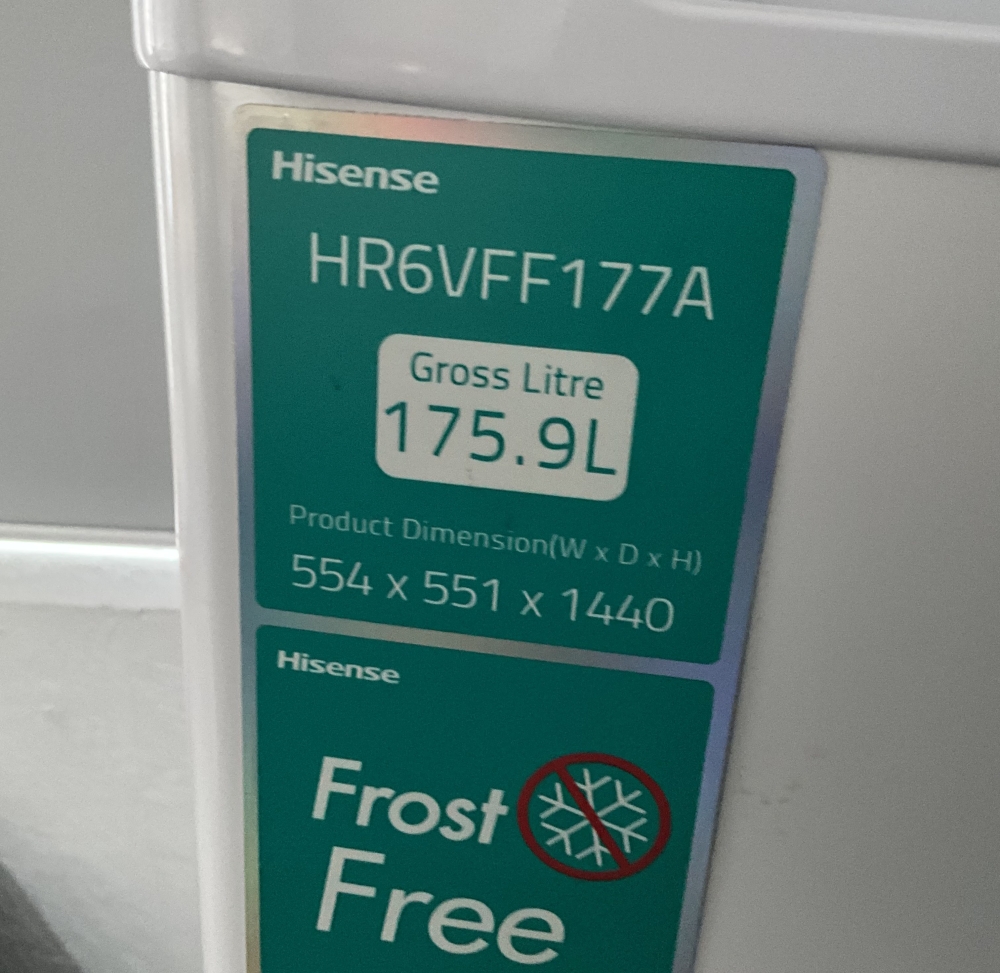 Hisense
HR6VFF177A
Gross Litre
175.9L
Product Dimension(W x D x H)
554 x 551 x 1440
Hisense
Frost
Free